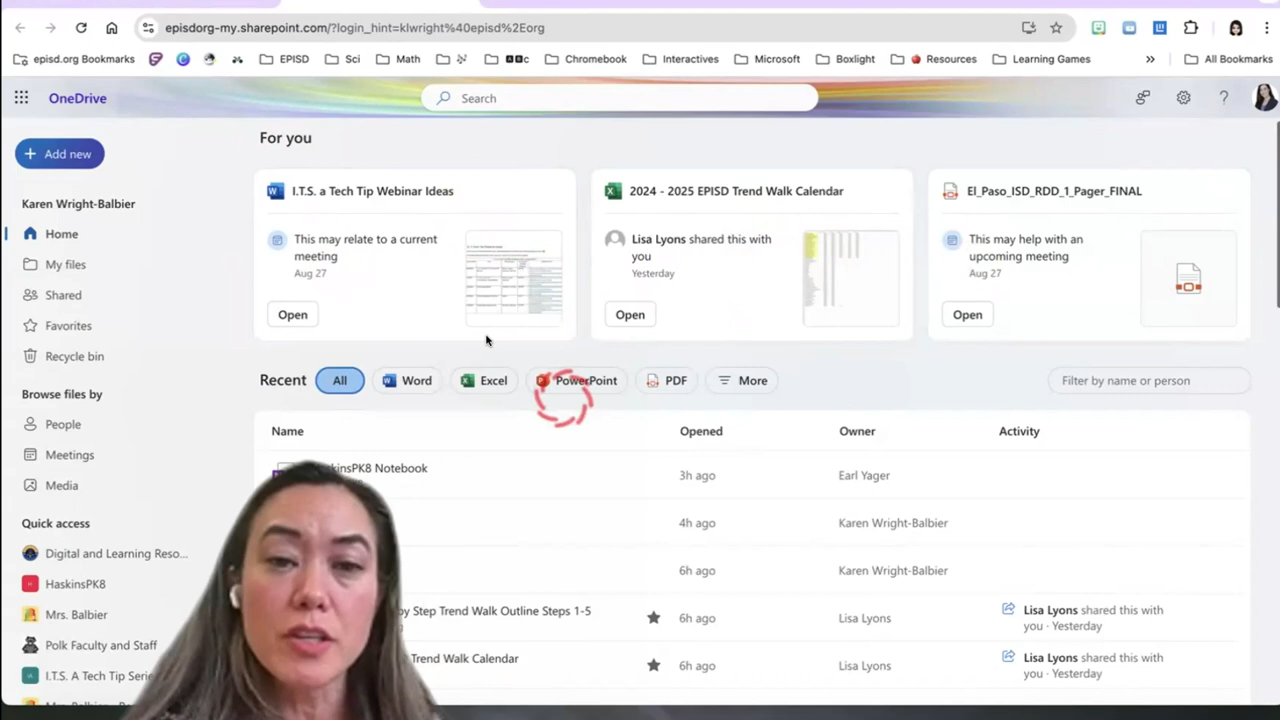 episdorg-my.sharepoint.com/?login_hint=klwright%40episd%2Eorg
episd.org Bookmarks
EPISD
Sci
Math
Chromebook
Interactives
Microsoft
Boxlight
Resources
Learning Games
All Bookmarks
OneDrive
Search
Add new
Karen Wright-Balbier
Home
My files
Shared
Favorites
Recycle bin
Browse files by
People
Meetings
Media
Quick access
Digital and Learning Reso...
HaskinsPK8
Mrs. Balbier
Polk Faculty and Staff
I.T.S. A Tech Tip Serie
For you
I.T.S. a Tech Tip Webinar Ideas
This may relate to a current
meeting
Aug 27
Open
2024 - 2025 EPISD Trend Walk Calendar
Lisa Lyons shared this with
you
Yesterday
Open
El_Paso_ISD_RDD_1_Pager_FINAL
This may help with an
upcoming meeting
Aug 27
Open
Recent
All
Word
Excel
PowerPoint
PDF
More
Filter by name or person
Name
Opened
Owner
Activity
HaskinsPK8 Notebook
3h ago
Earl Yager
4h ago
Karen Wright-Balbier
6h ago
Karen Wright-Balbier
by Step Trend Walk Outline Steps 1-5
6h ago
Lisa Lyons
Lisa Lyons shared this with
you · Yesterday
Trend Walk Calendar
6h ago
Lisa Lyons
Lisa Lyons shared this with
you · Yesterday